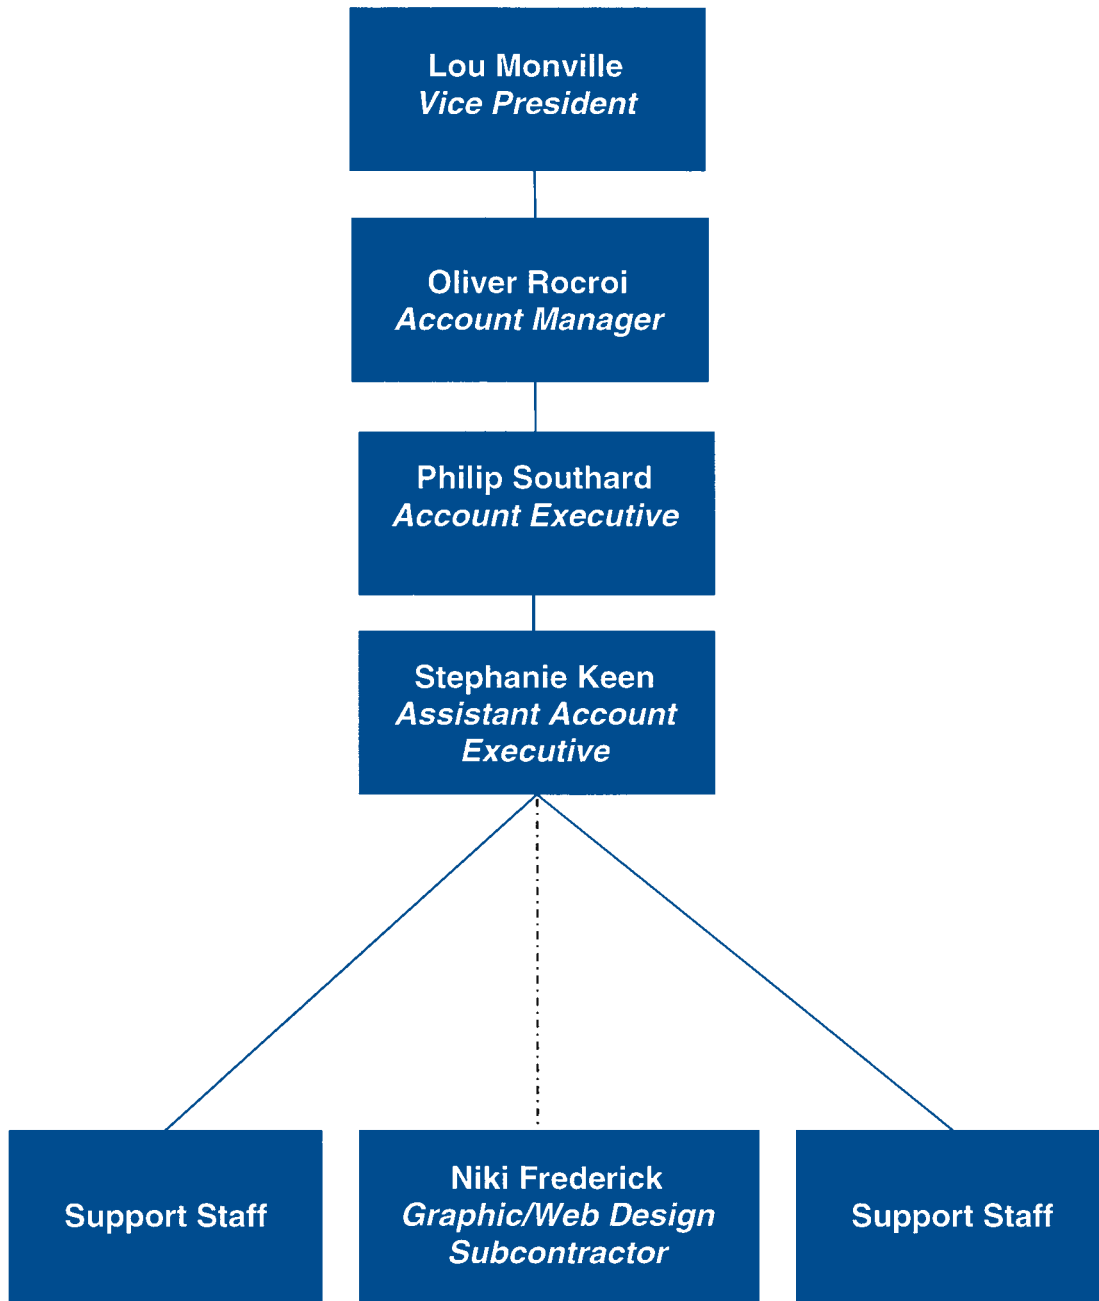 Lou Monville
Vice President
Oliver Rocroi
Account Manager
Philip Southard
Account Executive
Stephanie Keen
Assistant Account
Executive
Support Staff
Niki Frederick
Graphic/Web Design
Subcontractor
Support Staff